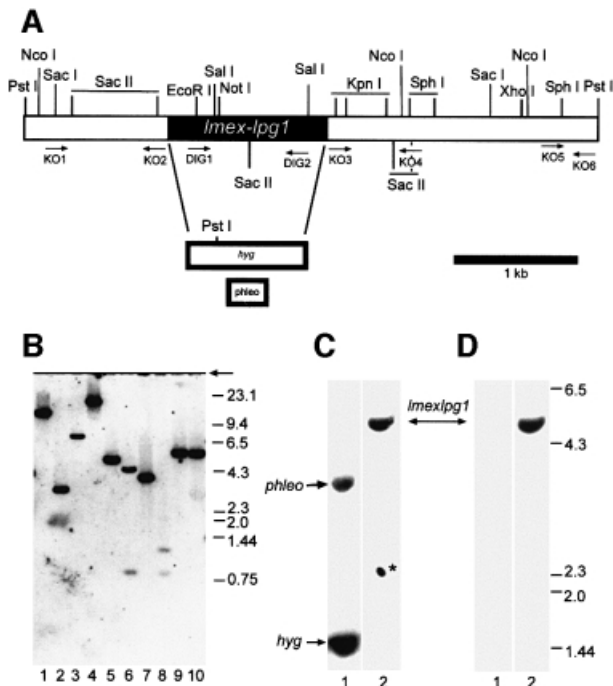 A
Nco I
Nco I
Nco I
Sac I
Sal I
Sal I
Sac I
Pst I
Sac II
EcoR I
Not I
Kpn I
Sph I
Xho I
Sph I
Pst I
lmex-lpg1
KO1
KO2
DIG1
DIG2
KO3
KO4
KO5
KO6
Sac II
Sac II
Pst I
hyg
phleo
1 kb
B
C
D
23.1
9.4
6.5
4.3
2.3
2.0
1.44
0.75
1 2 3 4 5 6 7 8 9 10
lmexlpg1
phleo
*
hyg
1 2
6.5
4.3
2.3
2.0
1.44
1 2